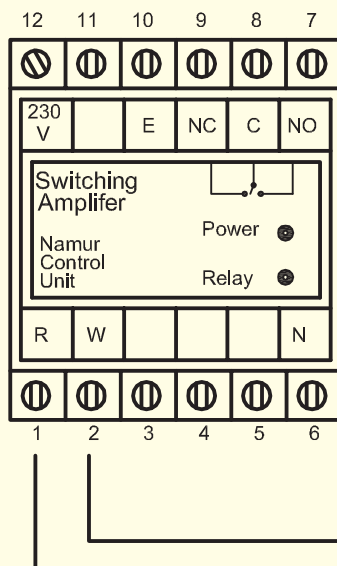 12 11 10 9 8 7
230
V
E NC C NO
Switching
Amplifer
Power
Namur
Control
Unit
Relay
R W N
1 2 3 4 5 6